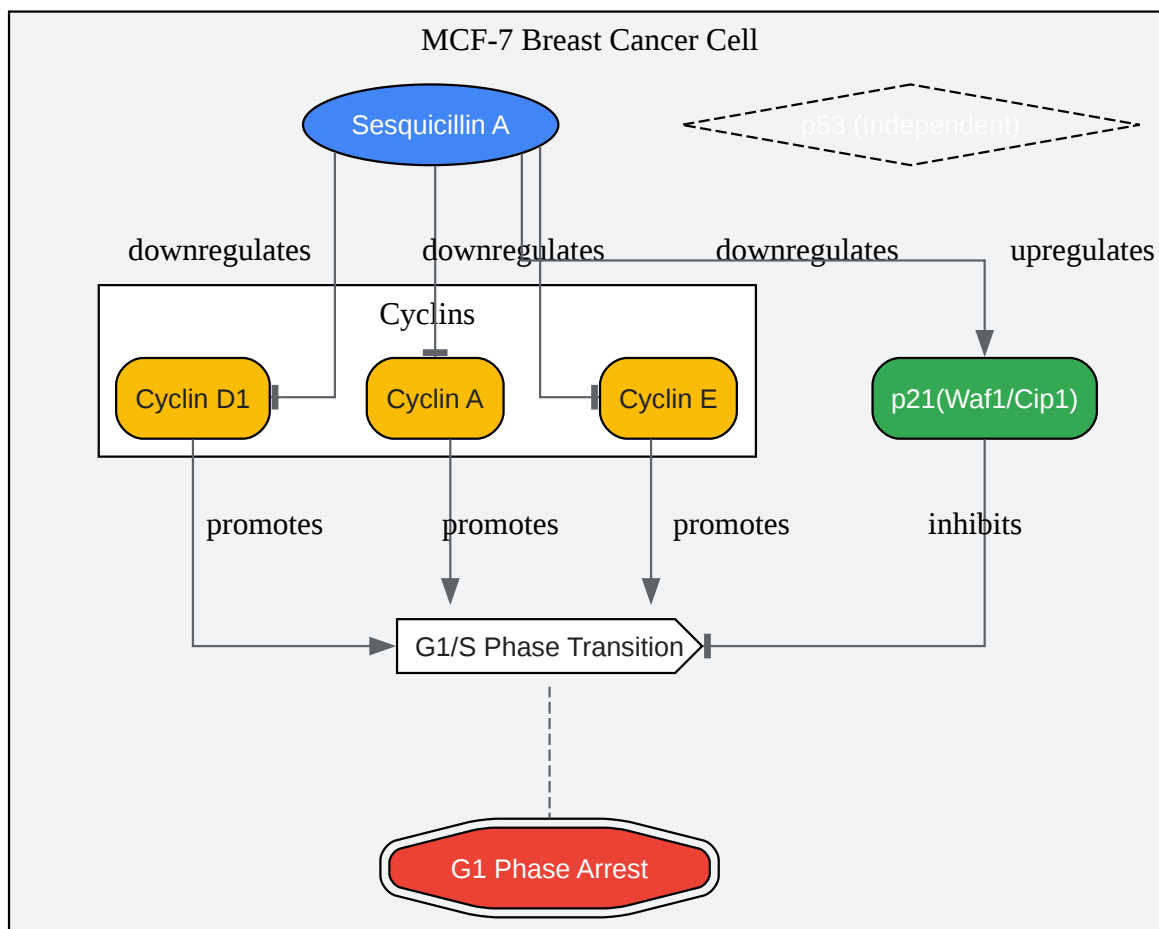 MCF-7 Breast Cancer Cell
Sesquicillin A
p53 (Independent)
downregulates
downregulates
downregulates
upregulates
Cyclins
Cyclin D1
Cyclin A
Cyclin E
p21(Waf1/Cip1)
promotes
promotes
promotes
inhibits
G1/S Phase Transition
G1 Phase Arrest